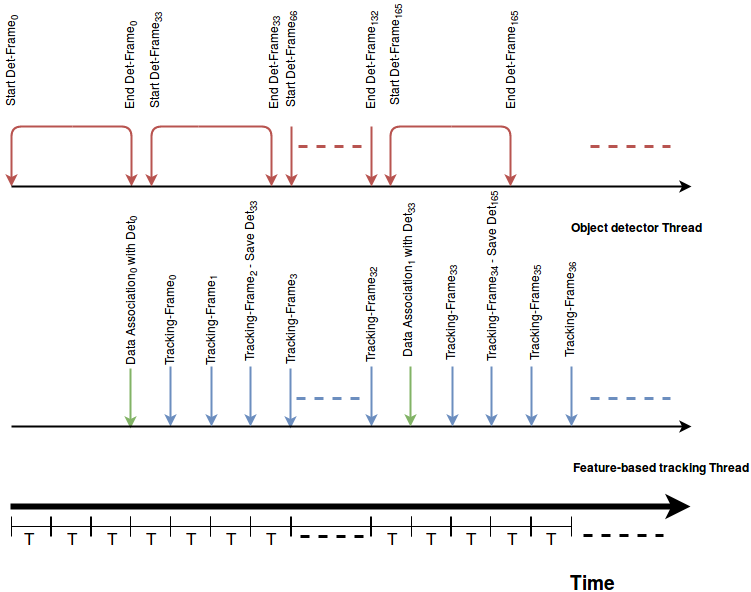 Start Det-Frame0
End Det-Frame0
Start Det-Frame33
End Det-Frame33
Start Det-Frame66
End Det-Frame132
Start Det-Frame165
End Det-Frame165
Object detector Thread
Data Association0 with Det0
Tracking-Frame0
Tracking-Frame1
Tracking-Frame2 - Save Det33
Tracking-Frame3
Tracking-Frame32
Data Association1 with Det33
Tracking-Frame33
Tracking-Frame34 - Save Det165
Tracking-Frame35
Tracking-Frame36
Feature-based tracking Thread
T T T T T T T T T T T T
Time